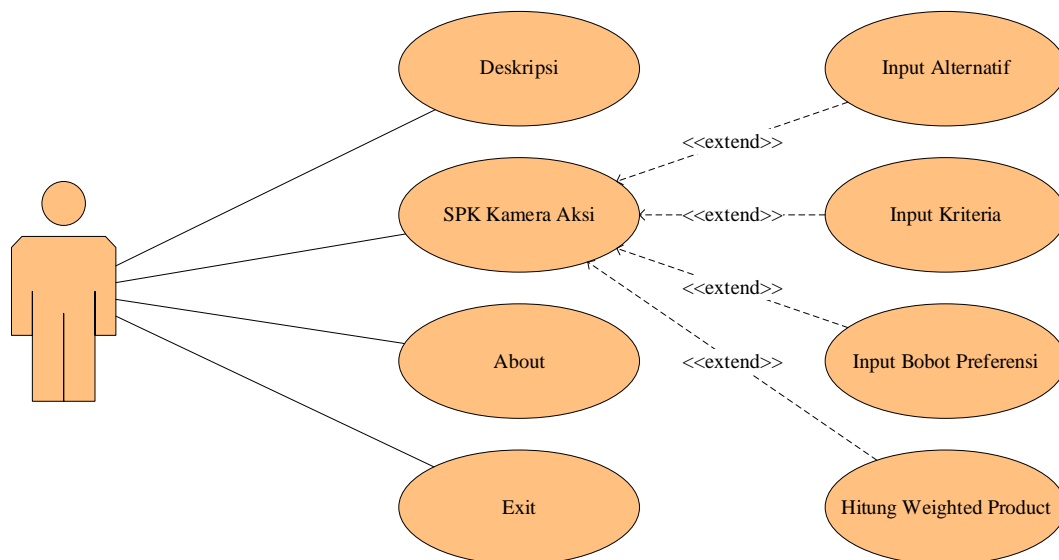 Deskripsi
Input Alternatif
<<extend>>
SPK Kamera Aksi
<<extend>>
Input Kriteria
<<extend>>
About
<<extend>>
Input Bobot Preferensi
Exit
Hitung Weighted Product